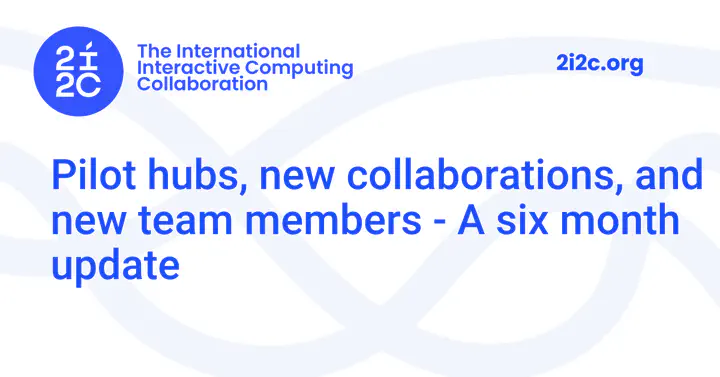 2i
2C
The International
Interactive Computing
Collaboration
2i2c.org
Pilot hubs, new collaborations, and
new team members - A six month
update